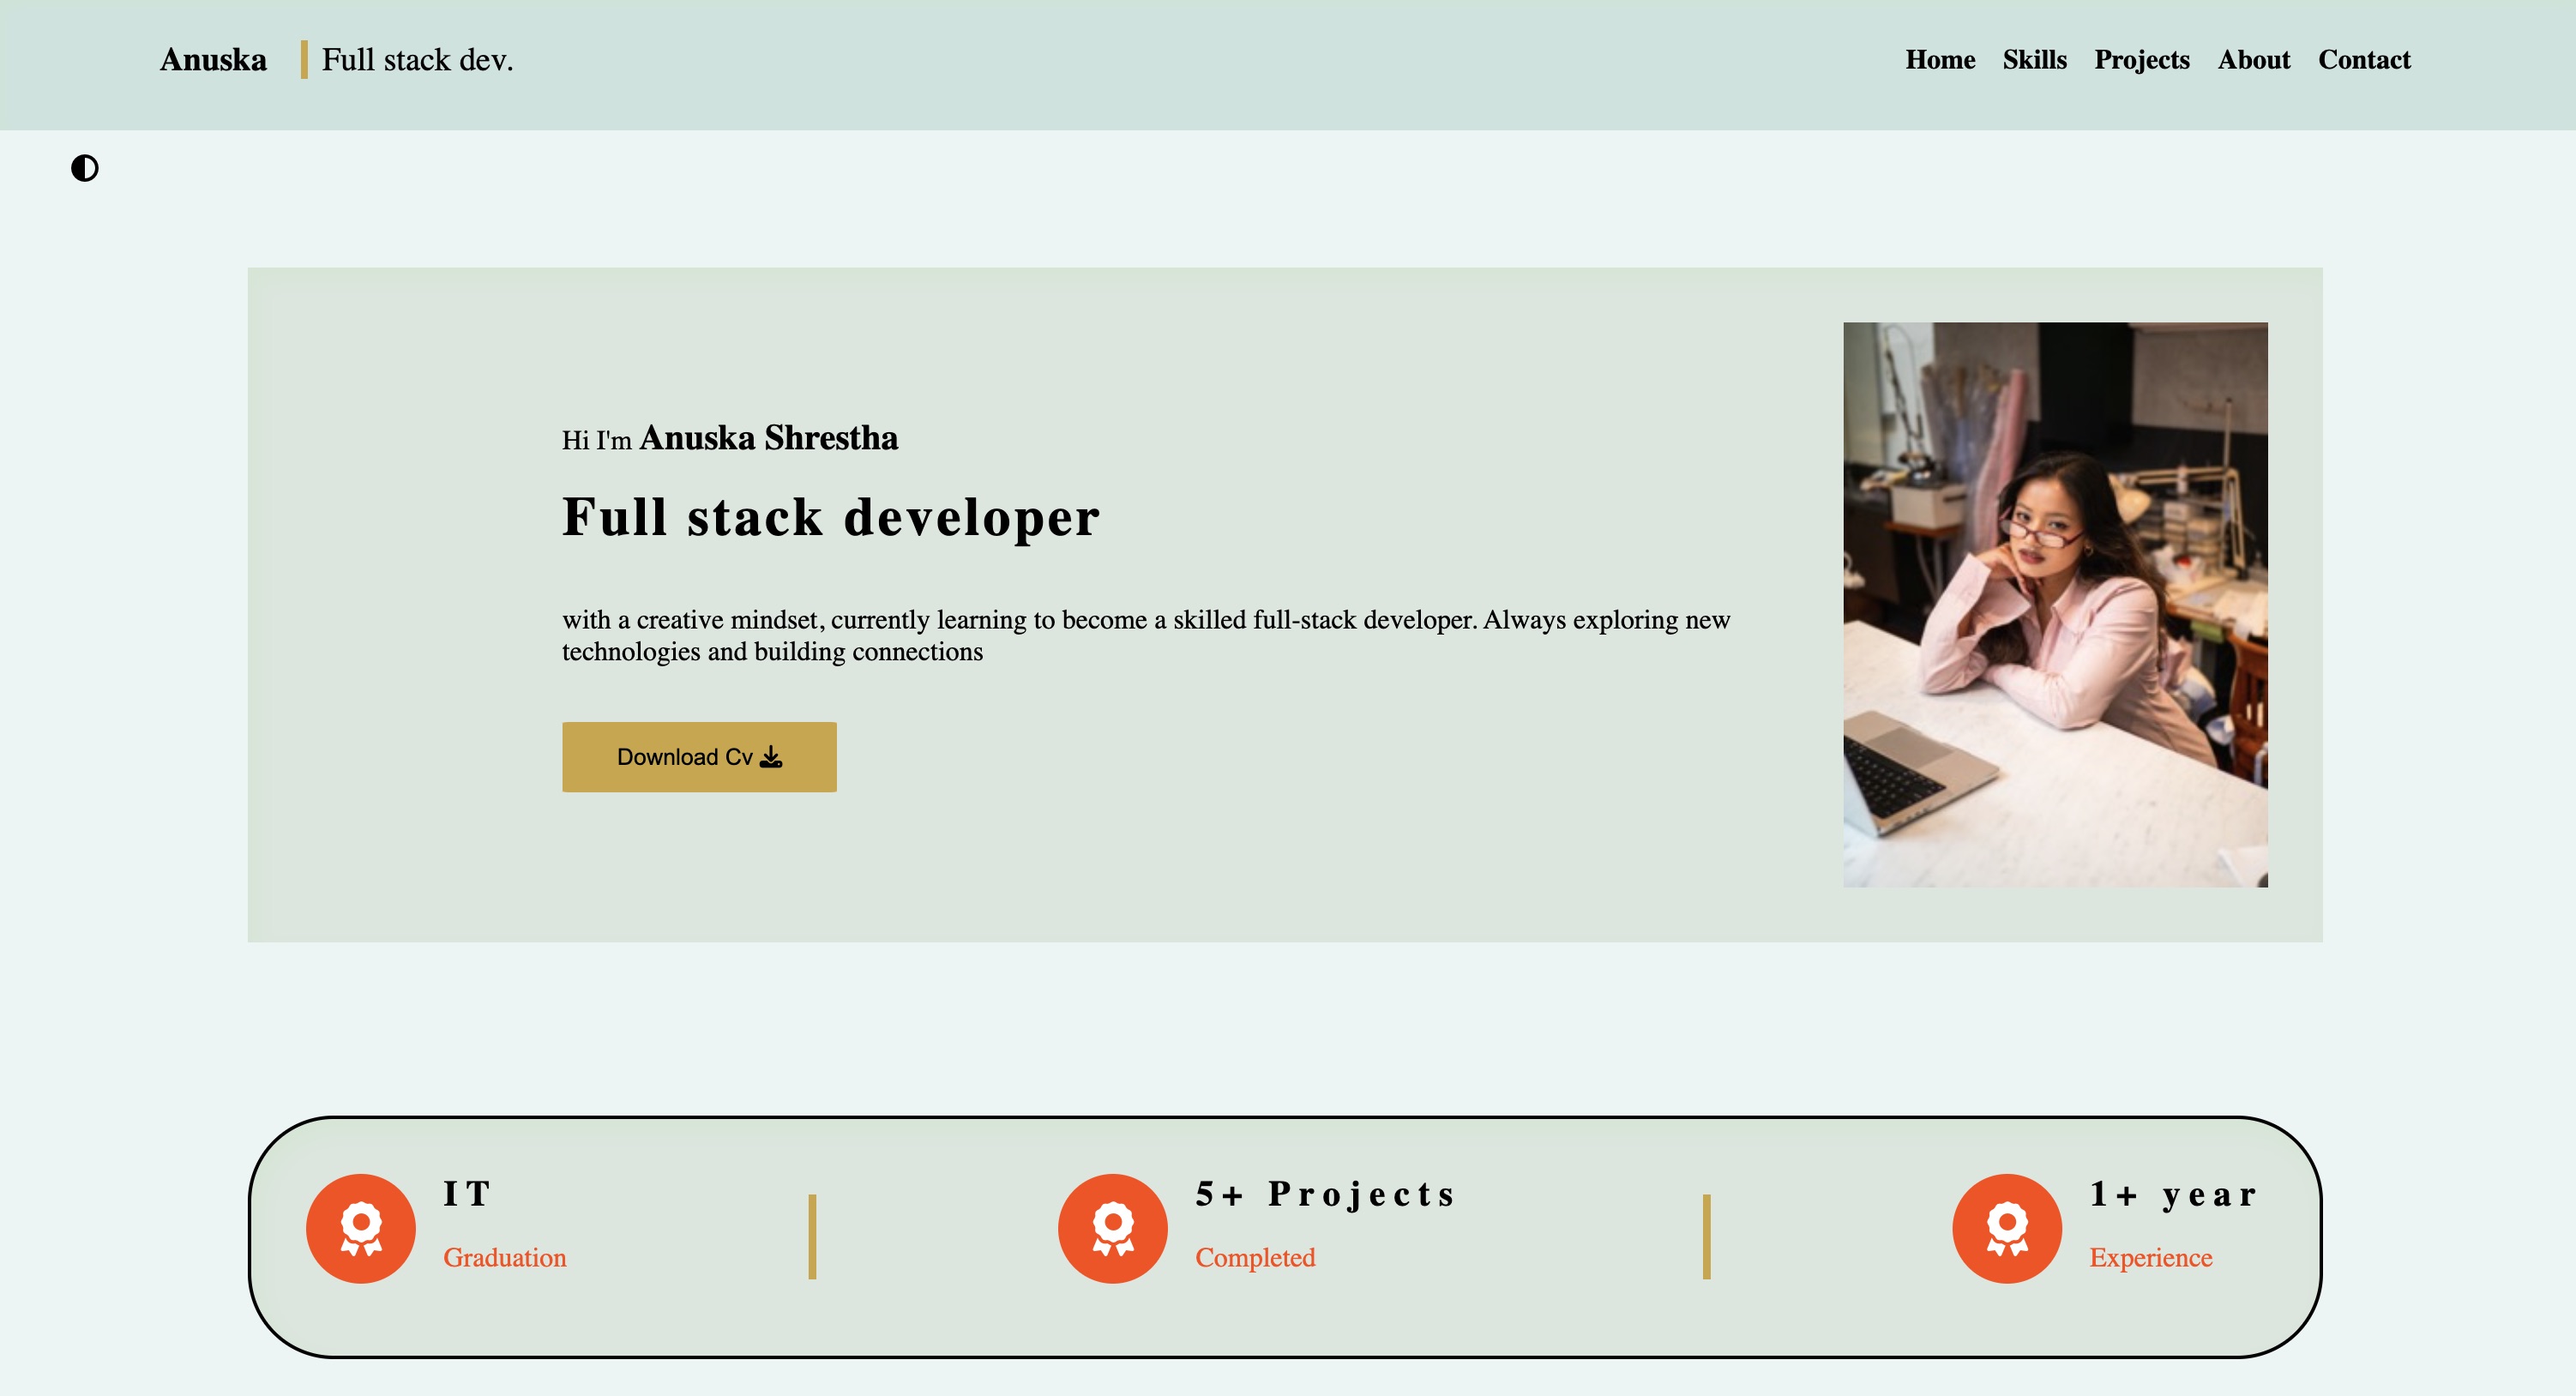 Anuska Full stack dev.
Home Skills Projects About Contact
Hi I'm Anuska Shrestha
Full stack developer
with a creative mindset, currently learning to become a skilled full-stack developer. Always exploring new
technologies and building connections
Download Cv
IT
Graduation
5+ Projects
Completed
1+ year
Experience